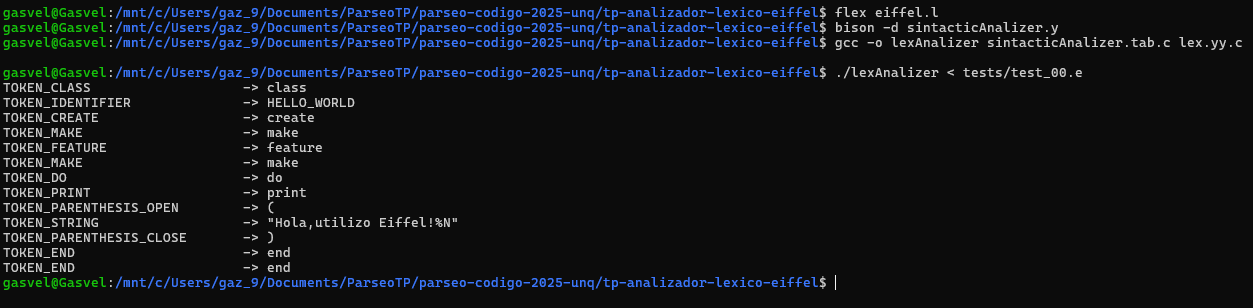 gasvel@Gasvel:/mnt/c/Users/gaz_9/Documents/ParseoTP/parseo-codigo-2025-unq/tp-analizador-lexico-eiffel$ flex eiffel.l
gasvel@Gasvel:/mnt/c/Users/gaz_9/Documents/ParseoTP/parseo-codigo-2025-unq/tp-analizador-lexico-eiffel$ bison -d sintacticAnalizer.y
gasvel@Gasvel:/mnt/c/Users/gaz_9/Documents/ParseoTP/parseo-codigo-2025-unq/tp-analizador-lexico-eiffel$ gcc -o lexAnalizer sintacticAnalizer.tab.c lex.yy.c
gasvel@Gasvel:/mnt/c/Users/gaz_9/Documents/ParseoTP/parseo-codigo-2025-unq/tp-analizador-lexico-eiffel$ ./lexAnalizer < tests/test_00.e
TOKEN_CLASS -> class
TOKEN_IDENTIFIER -> HELLO_WORLD
TOKEN_CREATE -> create
TOKEN_MAKE -> make
TOKEN_FEATURE -> feature
TOKEN_MAKE -> make
TOKEN_DO -> do
TOKEN_PRINT -> print
TOKEN_PARENTHESIS_OPEN -> (
TOKEN_STRING -> "Hola,utilizo Eiffel!%N"
TOKEN_PARENTHESIS_CLOSE -> )
TOKEN_END -> end
TOKEN_END -> end
gasvel@Gasvel:/mnt/c/Users/gaz_9/Documents/ParseoTP/parseo-codigo-2025-unq/tp-analizador-lexico-eiffel$